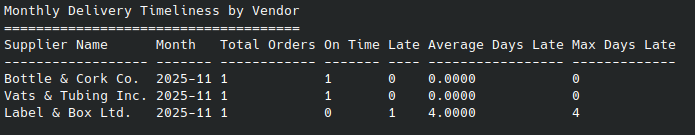 Monthly Delivery Timeliness by Vendor
=====================================
Supplier Name      Month   Total Orders On Time Late Average Days Late Max Days Late
------------------ ------- ------------ ------- ---- ----------------- -------------
Bottle & Cork Co.  2025-11 1            1       0    0.0000            0
Vats & Tubing Inc. 2025-11 1            1       0    0.0000            0
Label & Box Ltd.   2025-11 1            0       1    4.0000            4